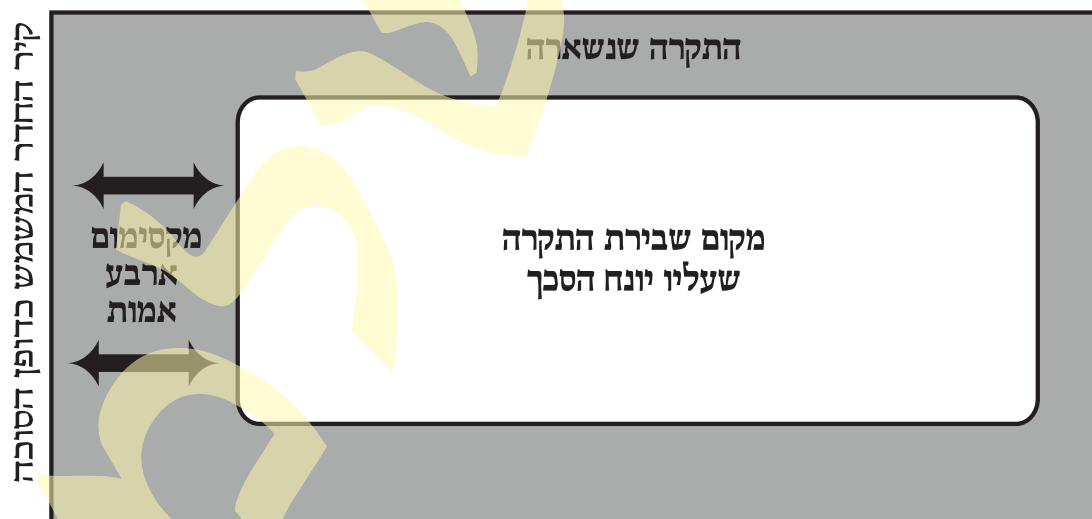 התקרה שנשארה
קיר החדר המשמש כדופן הסוכה
מקום שבירת התקרה
שעליו יונח הסכך
מקסימום
ארבע
אמות